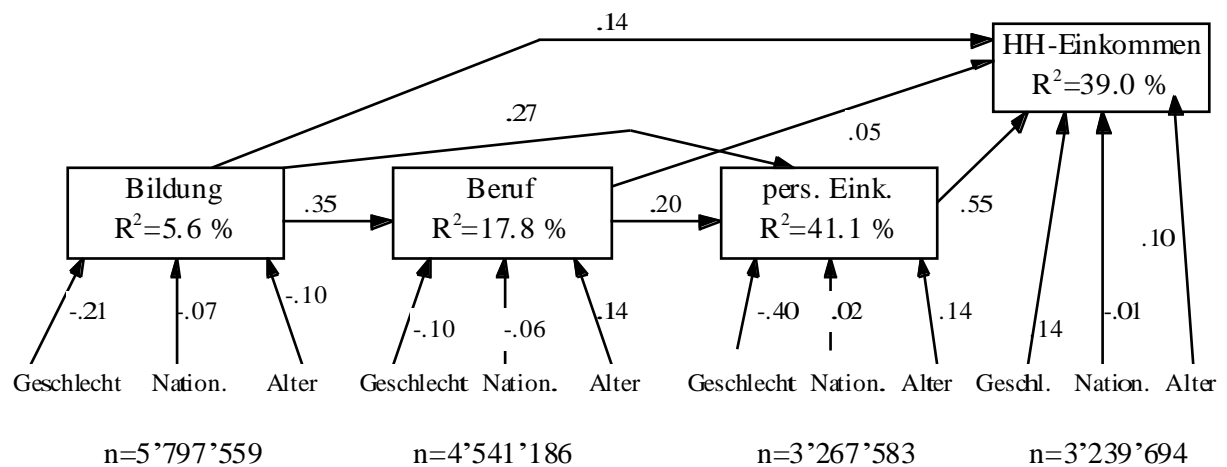 .14
HH-Einkommen
R²=39.0 %
.27
.05
Bildung
R²=5.6 %
.35
Beruf
R²=17.8 %
.20
pers. Eink.
R²=41.1 %
.55
.10
-.21
-.07
-.10
-.10
-.06
.14
-.40
.02
.14
.14
-.01
Geschlecht Nation. Alter Geschlecht Nation. Alter Geschlecht Nation. Alter Geschl. Nation. Alter
n=5’797’559 n=4’541’186 n=3’267’583 n=3’239’694